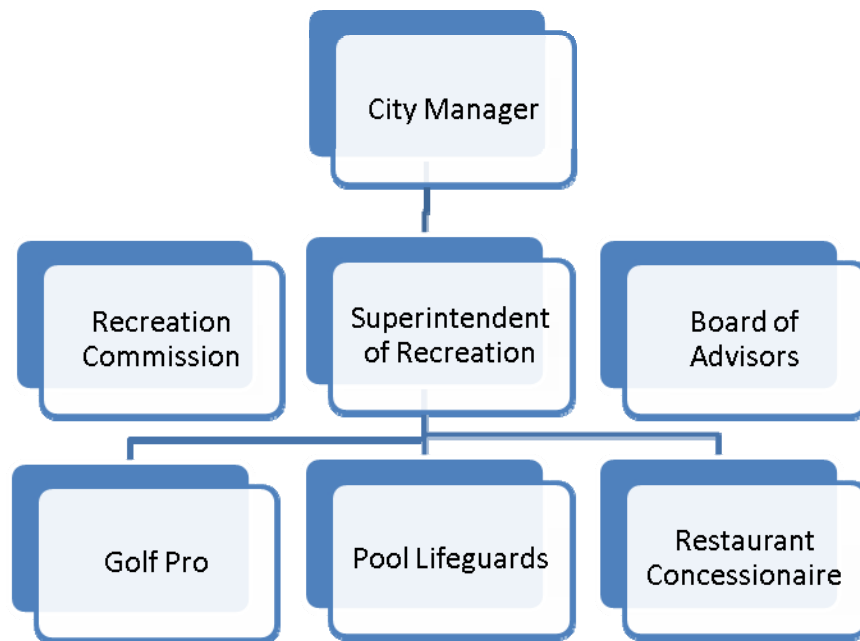 City Manager
Recreation
Commission
Superintendent
of Recreation
Board of
Advisors
Golf Pro
Pool Lifeguards
Restaurant
Concessionaire